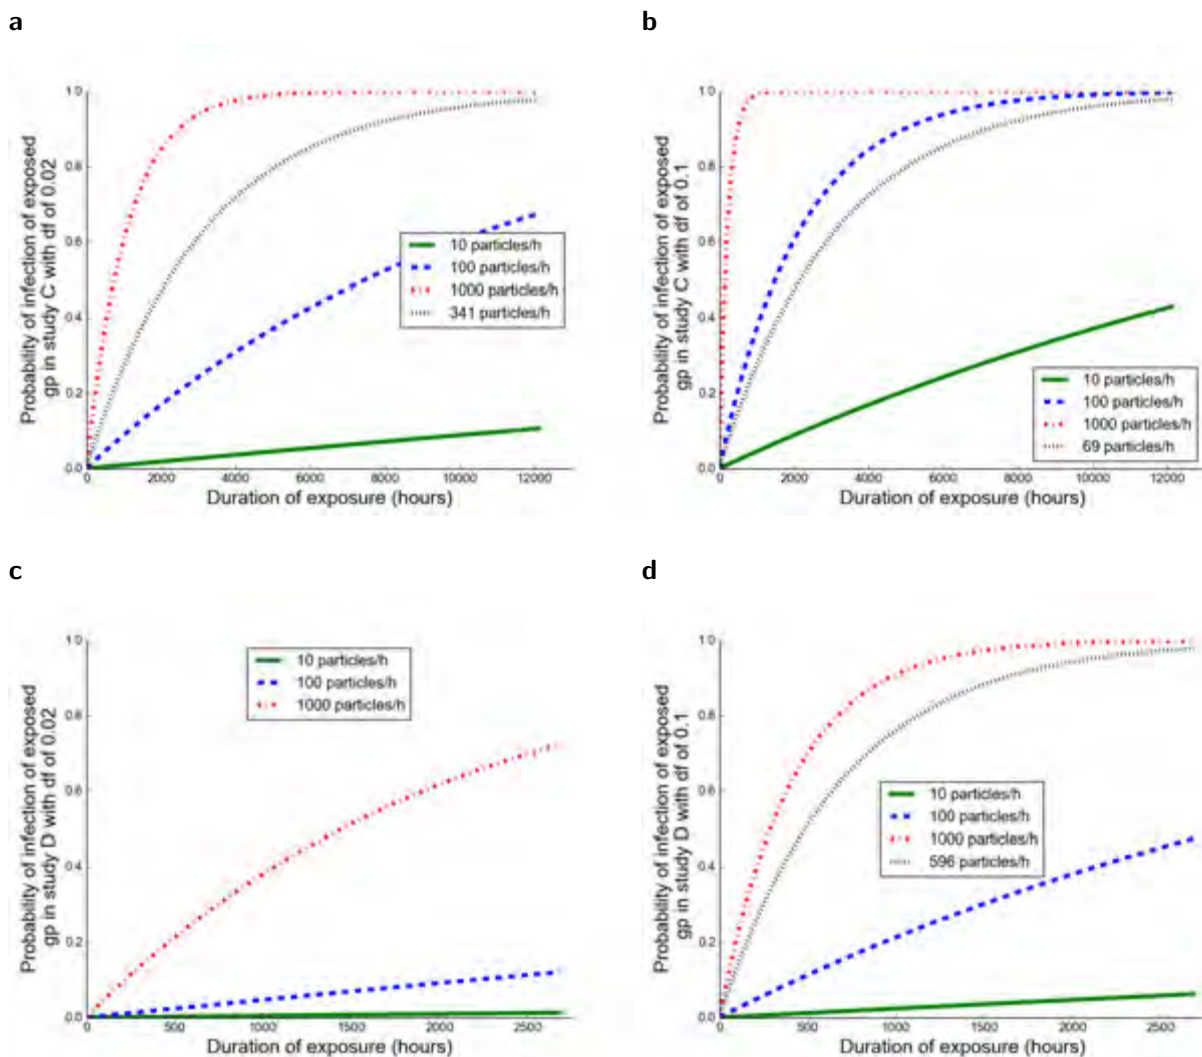 a
Probability of infection of exposed
gp in study C with df of 0.02
1.0
0.8
0.6
0.4
0.2
0.0
10 particles/h
100 particles/h
1000 particles/h
341 particles/h
0
2000
4000
6000
8000
10000
12000
Duration of exposure (hours)
b
Probability of infection of exposed
gp in study C with df of 0.1
1.0
0.8
0.6
0.4
0.2
0.0
10 particles/h
100 particles/h
1000 particles/h
69 particles/h
0
2000
4000
6000
8000
10000
12000
Duration of exposure (hours)
c
Probability of infection of exposed
gp in study D with df of 0.02
1.0
0.8
0.6
0.4
0.2
0.0
10 particles/h
100 particles/h
1000 particles/h
0
500
1000
1500
2000
2500
Duration of exposure (hours)
d
Probability of infection of exposed
gp in study D with df of 0.1
1.0
0.8
0.6
0.4
0.2
0.0
10 particles/h
100 particles/h
1000 particles/h
596 particles/h
0
500
1000
1500
2000
2500
Duration of exposure (hours)